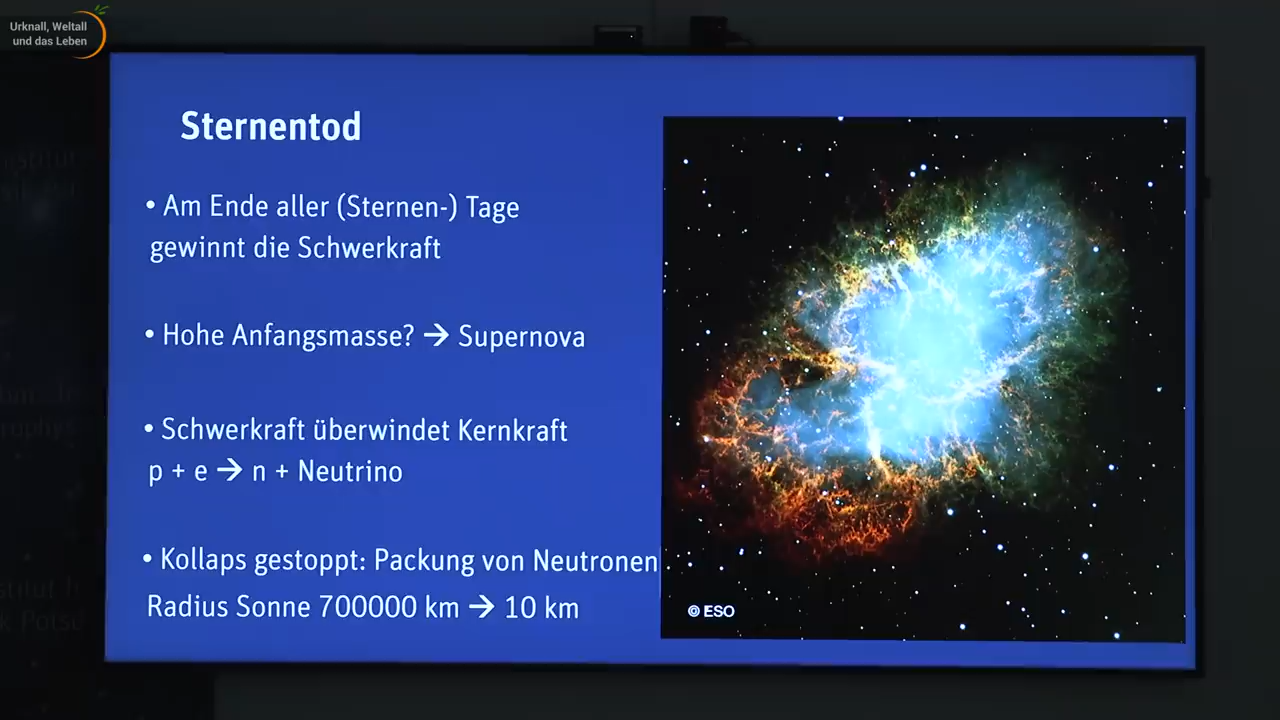 Urknall, Weltall
und das Leben
Sternentod
• Am Ende aller (Sternen-) Tage
gewinnt die Schwerkraft
• Hohe Anfangsmasse? → Supernova
• Schwerkraft überwindet Kernkraft
p + e → n + Neutrino
• Kollaps gestoppt: Packung von Neutronen
Radius Sonne 700000 km → 10 km
© ESO